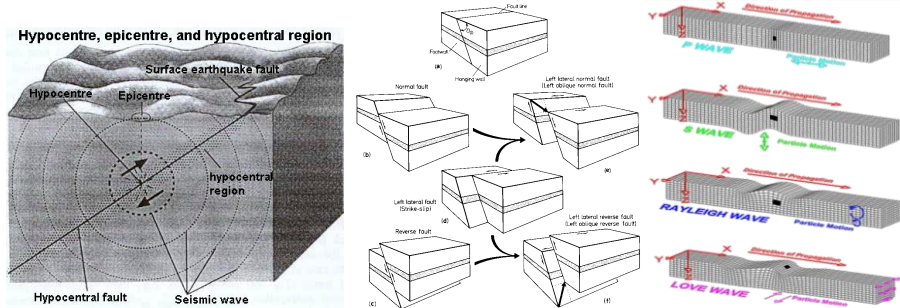 Hypocentre, epicentre, and hypocentral region
Surface earthquake fault
Hypocentre
Epicentre
hypocentral
region
Hypocentral fault
Seismic wave
Fault line
Footwall
Hanging wall
(a)
Normal fault
(b)
Left lateral normal fault
(Left oblique normal fault)
(e)
Left lateral fault
(Strike-slip)
(d)
Reverse fault
(c)
Left lateral reverse fault
(Left oblique reverse fault)
(f)
X
Y
Z
Direction of Propagation
P WAVE
Particle
Motion
X
Y
Z
Direction of Propagation
S WAVE
Particle Motion
X
Y
Z
Direction of Propagation
RAYLEIGH WAVE
Particle Motion
X
Y
Z
Direction of Propagation
LOVE WAVE
Particle Motion